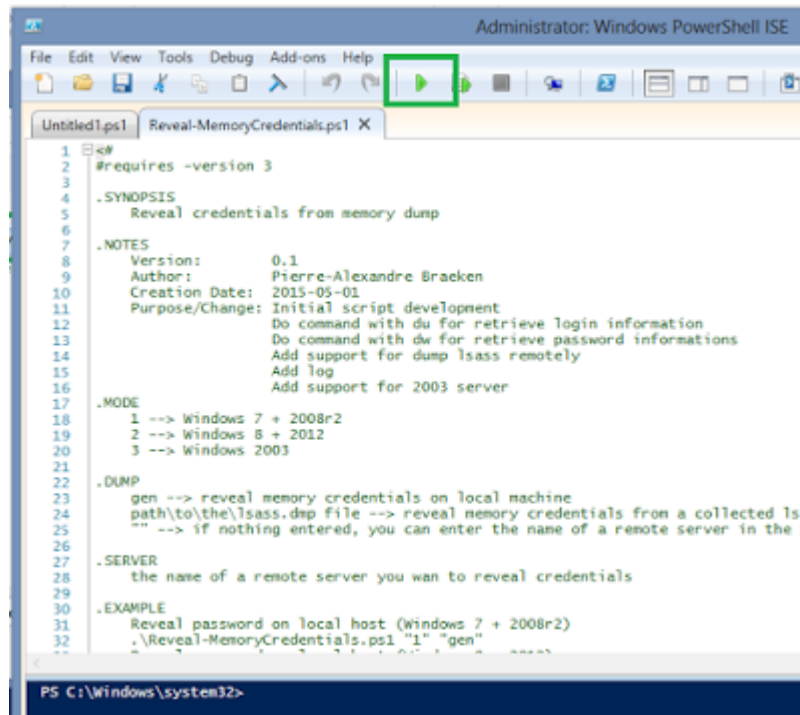 Administrator: Windows PowerShell ISE
File Edit View Tools Debug Add-ons Help
Untitled1.ps1 Reveal-MemoryCredentials.ps1 X
1 <#
2 #requires -version 3
3
4 .SYNOPSIS
5 Reveal credentials from memory dump
6
7 .NOTES
8 Version: 0.1
9 Author: Pierre-Alexandre Braeken
10 Creation Date: 2015-05-01
11 Purpose/Change: Initial script development
12 Do command with du for retrieve login information
13 Do command with dw for retrieve password informations
14 Add support for dump lsass remotely
15 Add log
16 Add support for 2003 server
17 .MODE
18 1 --> Windows 7 + 2008r2
19 2 --> Windows 8 + 2012
20 3 --> Windows 2003
21
22 .DUMP
23 gen --> reveal memory credentials on local machine
24 path\to\the\lsass.dmp file --> reveal memory credentials from a collected ls
25 "" --> if nothing entered, you can enter the name of a remote server in the
26
27 .SERVER
28 the name of a remote server you wan to reveal credentials
29
30 .EXAMPLE
31 Reveal password on local host (Windows 7 + 2008r2)
32 .\Reveal-MemoryCredentials.ps1 "1" "gen"
PS C:\Windows\system32>